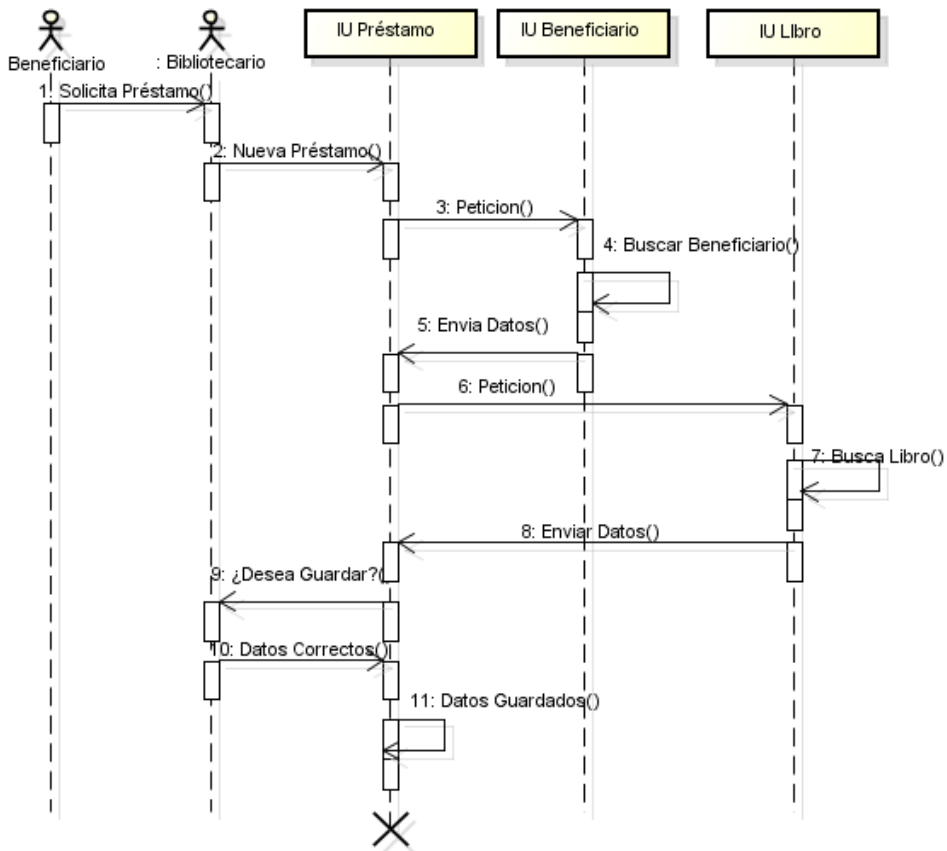 IU Préstamo
IU Beneficiario
IU LIbro
Beneficiario
: Bibliotecario
1: Solicita Préstamo()
2: Nueva Préstamo()
3: Peticion()
4: Buscar Beneficiario()
5: Envia Datos()
6: Peticion()
7: Busca Libro()
8: Enviar Datos()
9: ¿Desea Guardar?()
10: Datos Correctos()
11: Datos Guardados()